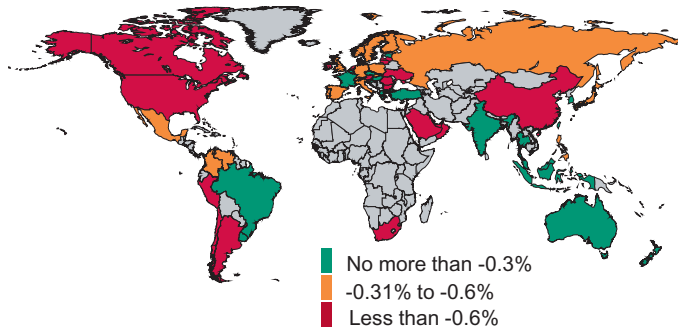 No more than -0.3%
-0.31% to -0.6%
Less than -0.6%